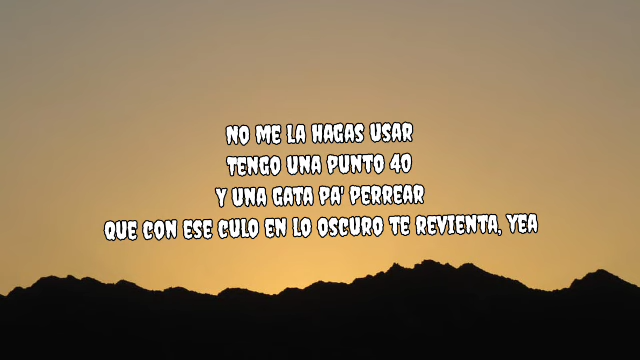 NO ME LA HAGAS USAR
TENGO UNA PUNTO 40
Y UNA GATA PA' PERREAR
QUE CON ESE CULO EN LO OSCURO TE REVIENTA, YEA